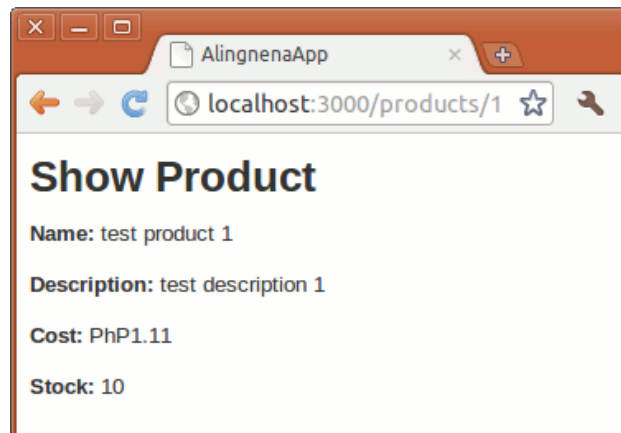 AlingnenaApp
localhost:3000/products/1
Show Product
Name: test product 1
Description: test description 1
Cost: PhP1.11
Stock: 10